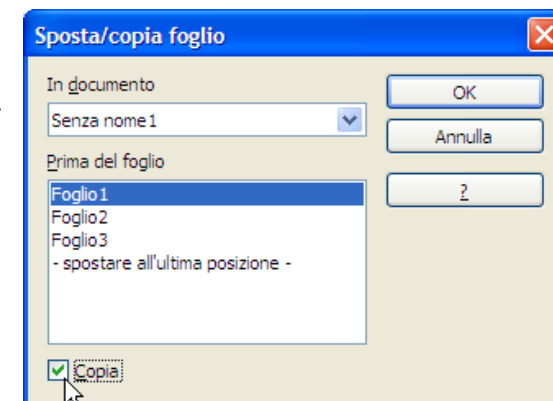 Sposta/copia foglio
In documento
Senza nome1
OK
Annulla
Prima del foglio
?
Foglio1
Foglio2
Foglio3
- spostare all'ultima posizione -
Copia